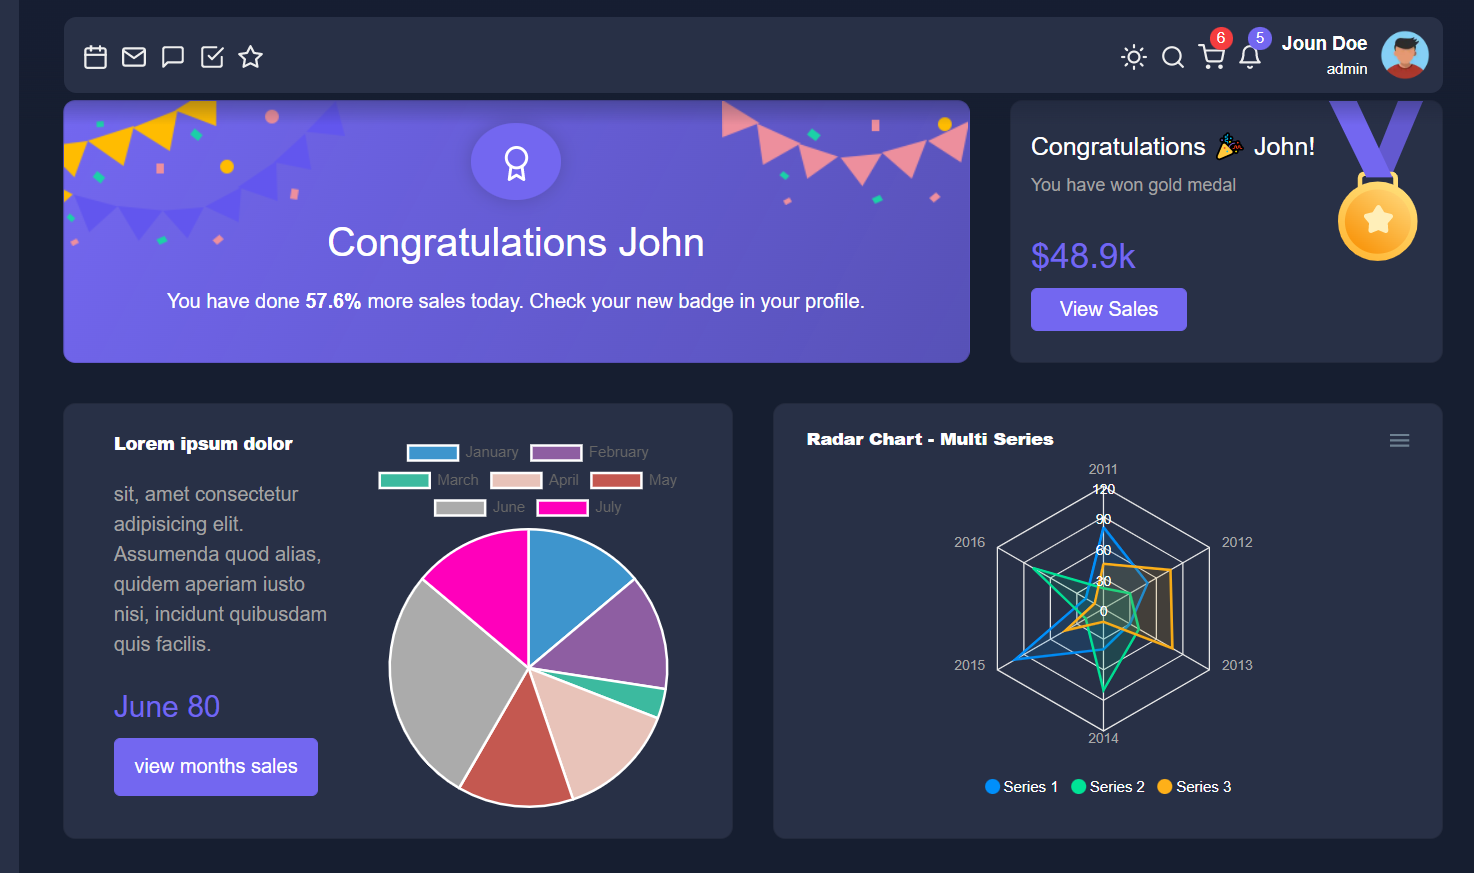 6
5
Joun Doe
admin
Congratulations John
You have done 57.6% more sales today. Check your new badge in your profile.
Congratulations 🎉 John!
You have won gold medal
$48.9k
View Sales
Lorem ipsum dolor
sit, amet consectetur
adipisicing elit.
Assumenda quod alias,
quidem aperiam iusto
nisi, incidunt quibusdam
quis facilis.
June 80
view months sales
January February
March April May
June July
Radar Chart - Multi Series
2011
120
90
2016
2012
60
30
0
2015
2013
2014
Series 1 Series 2 Series 3